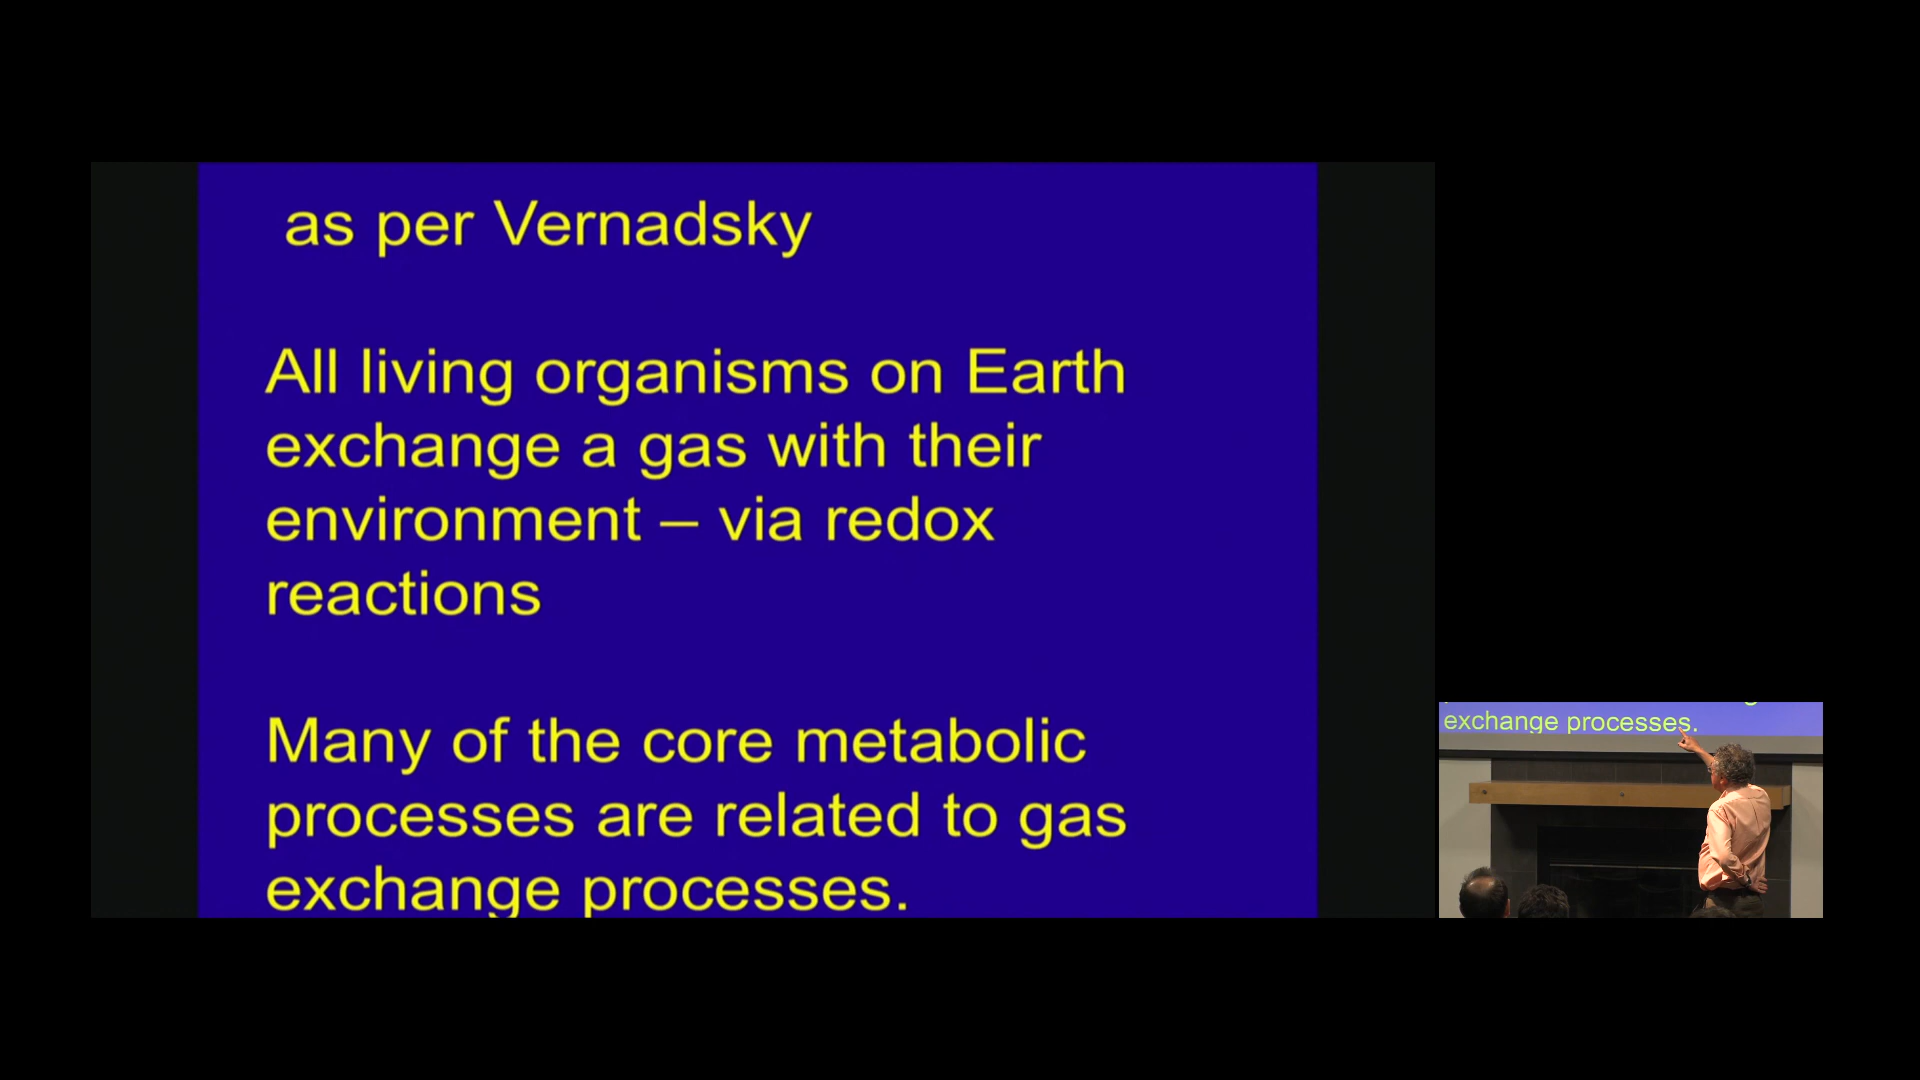 as per Vernadsky
All living organisms on Earth
exchange a gas with their
environment – via redox
reactions
Many of the core metabolic
processes are related to gas
exchange processes.
exchange processes.